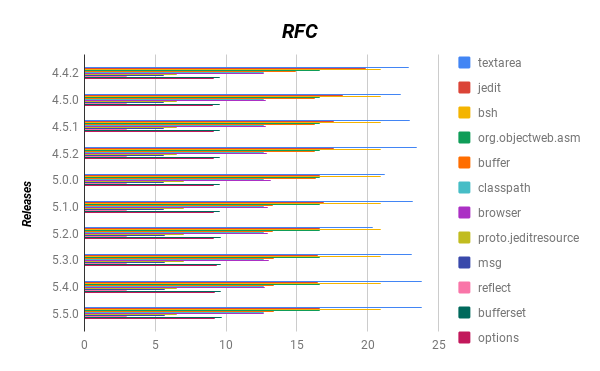 RFC
Releases
4.4.2
4.5.0
4.5.1
4.5.2
5.0.0
5.1.0
5.2.0
5.3.0
5.4.0
5.5.0
0 5 10 15 20 25
textarea
jedit
bsh
org.objectweb.asm
buffer
classpath
browser
proto.jeditresource
msg
reflect
bufferset
options